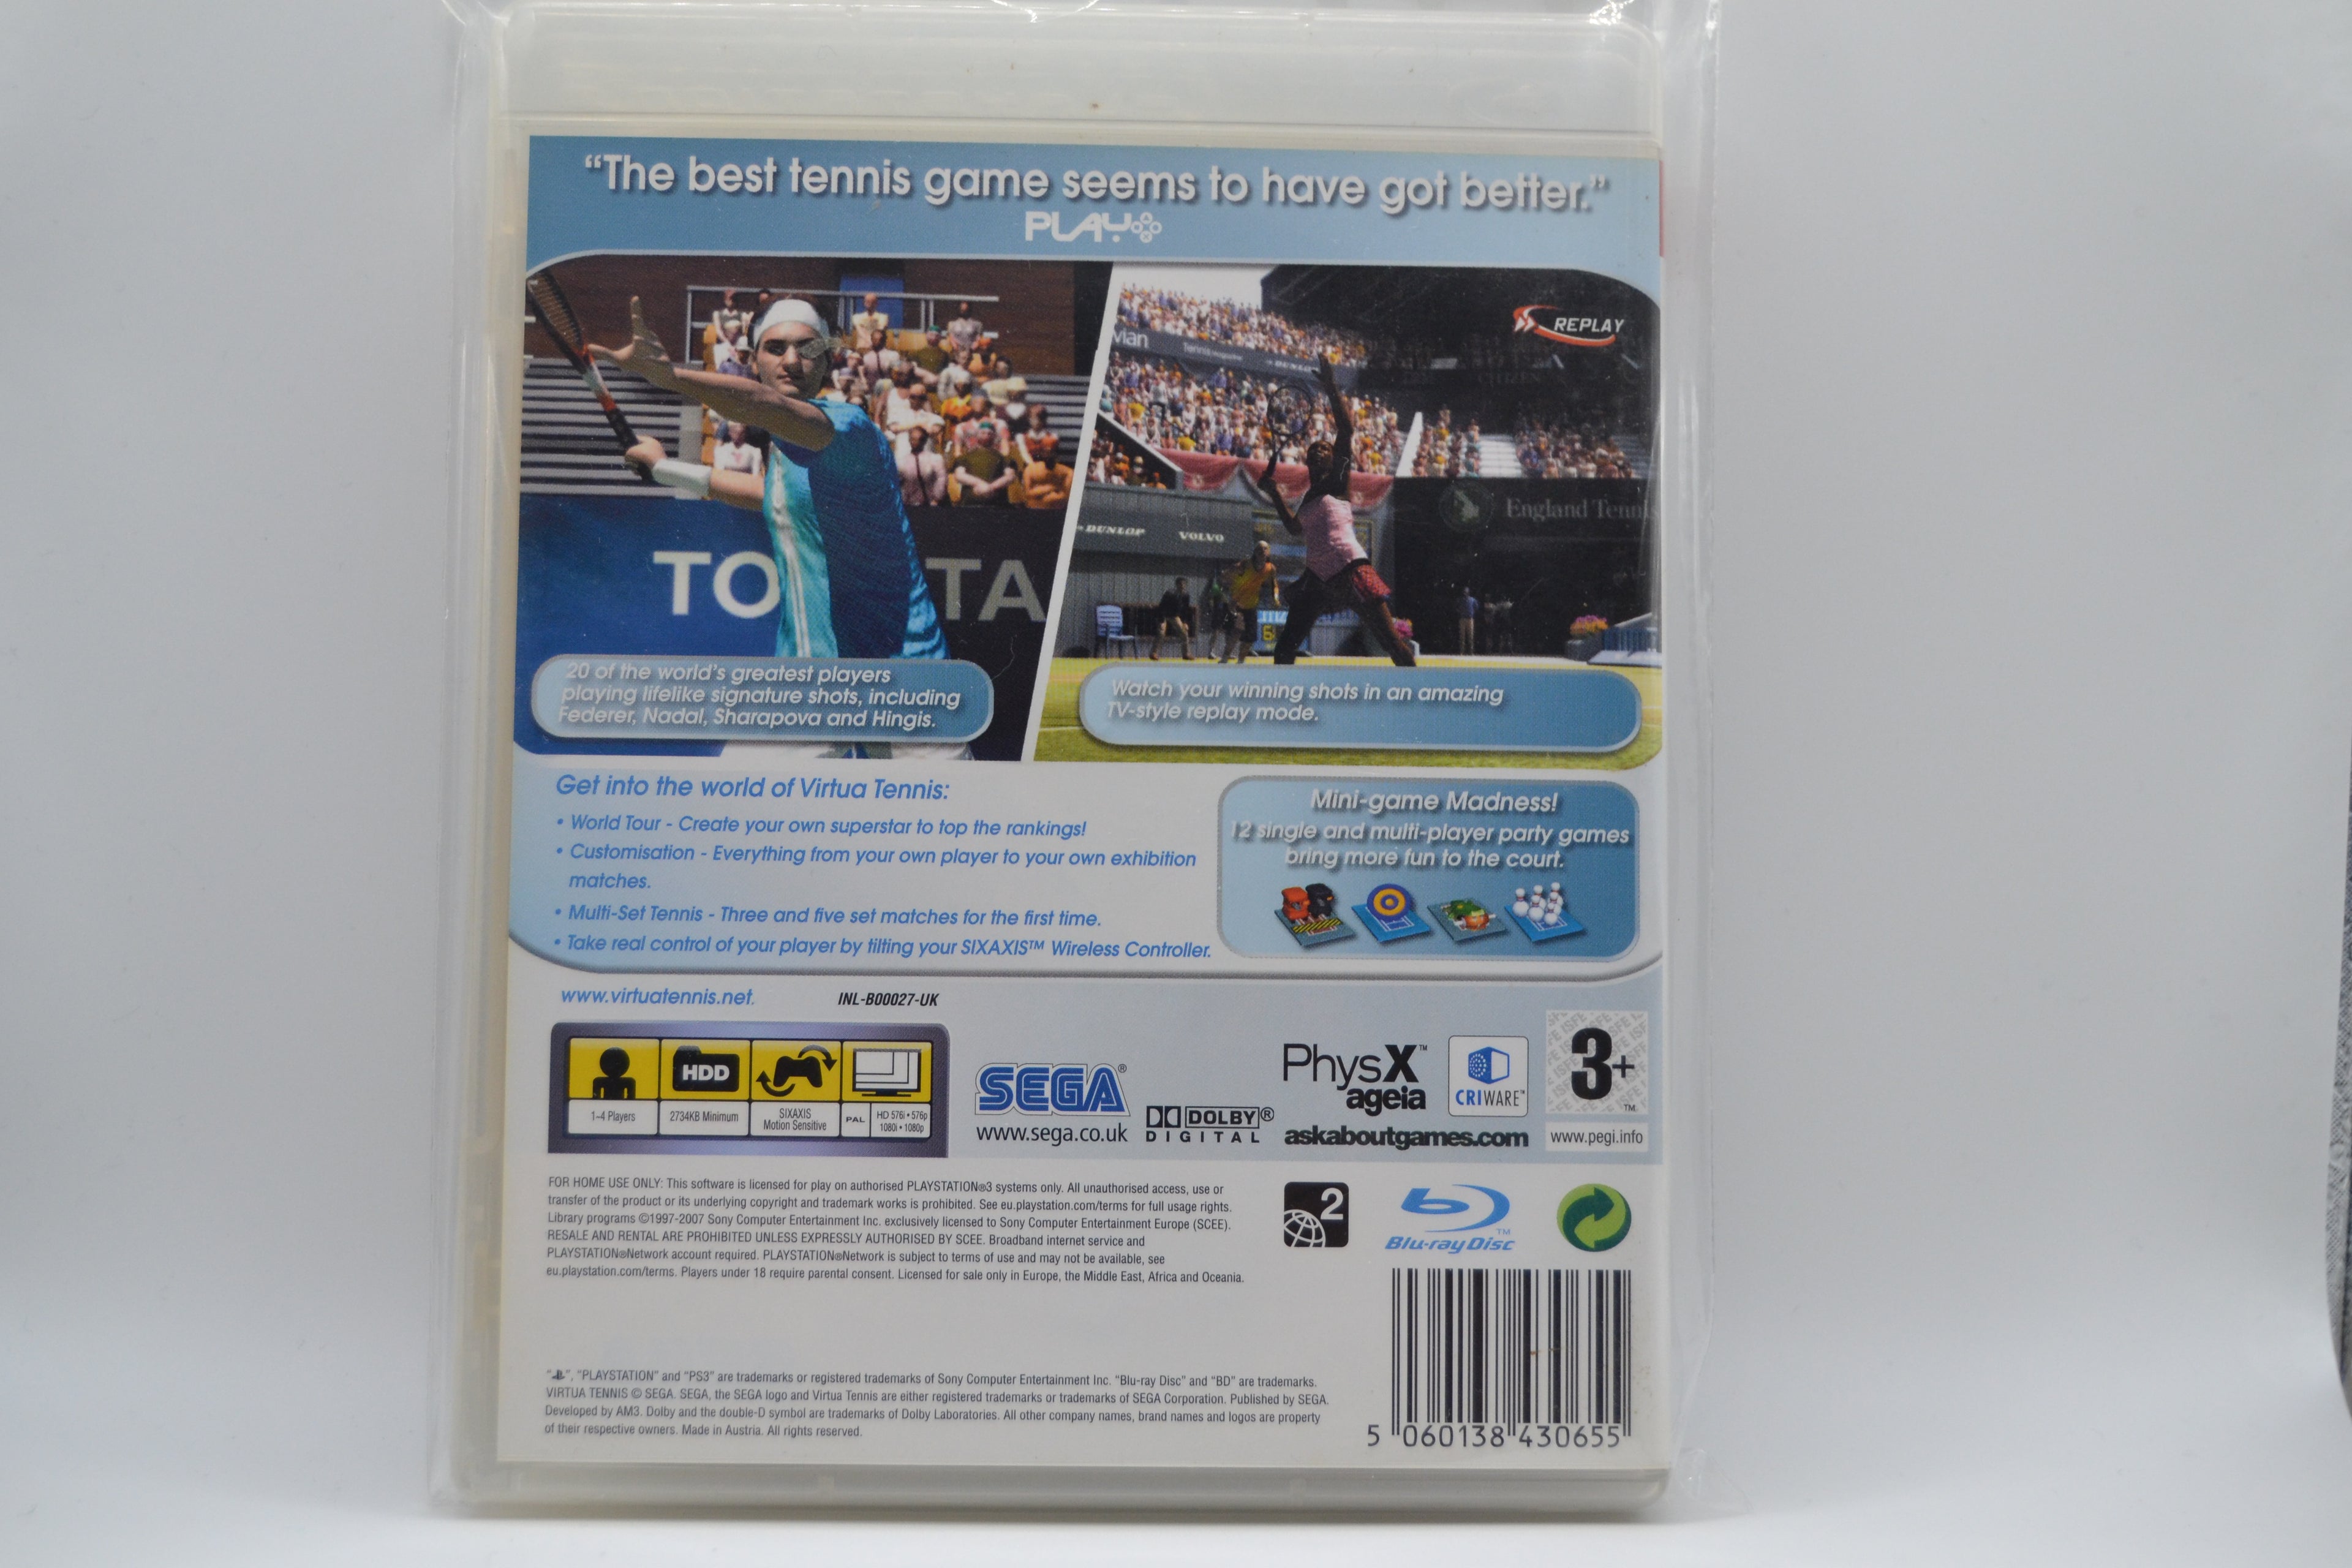 “The best tennis game seems to have got better.”
PLAY
REPLAY
Man
Tennis magazine
DUNLOP
CITIZEN
England Tennis
DUNLOP
VOLVO
TO TA
20 of the world's greatest players
playing lifelike signature shots, including
Federer, Nadal, Sharapova and Hingis.
Watch your winning shots in an amazing
TV-style replay mode.
Get into the world of Virtua Tennis:
• World Tour - Create your own superstar to top the rankings!
• Customisation - Everything from your own player to your own exhibition
matches.
• Multi-Set Tennis - Three and five set matches for the first time.
• Take real control of your player by tilting your SIXAXIS™ Wireless Controller.
Mini-game Madness!
12 single and multi-player party games
bring more fun to the court.
www.virtuatennis.net.
INL-B00027-UK
HDD
1-4 Players
2734KB Minimum
SIXAXIS
Motion Sensitive
PAL
HD 576i • 576p
1080i • 1080p
SEGA®
www.sega.co.uk
DOLBY®
DIGITAL
PhysX™
ageia
CRIWARE™
askaboutgames.com
3+™
www.pegi.info
FOR HOME USE ONLY: This software is licensed for play on authorised PLAYSTATION®3 systems only. All unauthorised access, use or
transfer of the product or its underlying copyright and trademark works is prohibited. See eu.playstation.com/terms for full usage rights.
Library programs ©1997-2007 Sony Computer Entertainment Inc. exclusively licensed to Sony Computer Entertainment Europe (SCEE).
RESALE AND RENTAL ARE PROHIBITED UNLESS EXPRESSLY AUTHORISED BY SCEE. Broadband internet service and
PLAYSTATION®Network account required. PLAYSTATION®Network is subject to terms of use and may not be available, see
eu.playstation.com/terms. Players under 18 require parental consent. Licensed for sale only in Europe, the Middle East, Africa and Oceania.
2
Blu-ray Disc™
"", "PLAYSTATION" and "PS3" are trademarks or registered trademarks of Sony Computer Entertainment Inc. "Blu-ray Disc" and "BD" are trademarks.
VIRTUA TENNIS © SEGA. SEGA, the SEGA logo and Virtua Tennis are either registered trademarks or trademarks of SEGA Corporation. Published by SEGA.
Developed by AM3. Dolby and the double-D symbol are trademarks of Dolby Laboratories. All other company names, brand names and logos are property
of their respective owners. Made in Austria. All rights reserved.
5 060138 430655